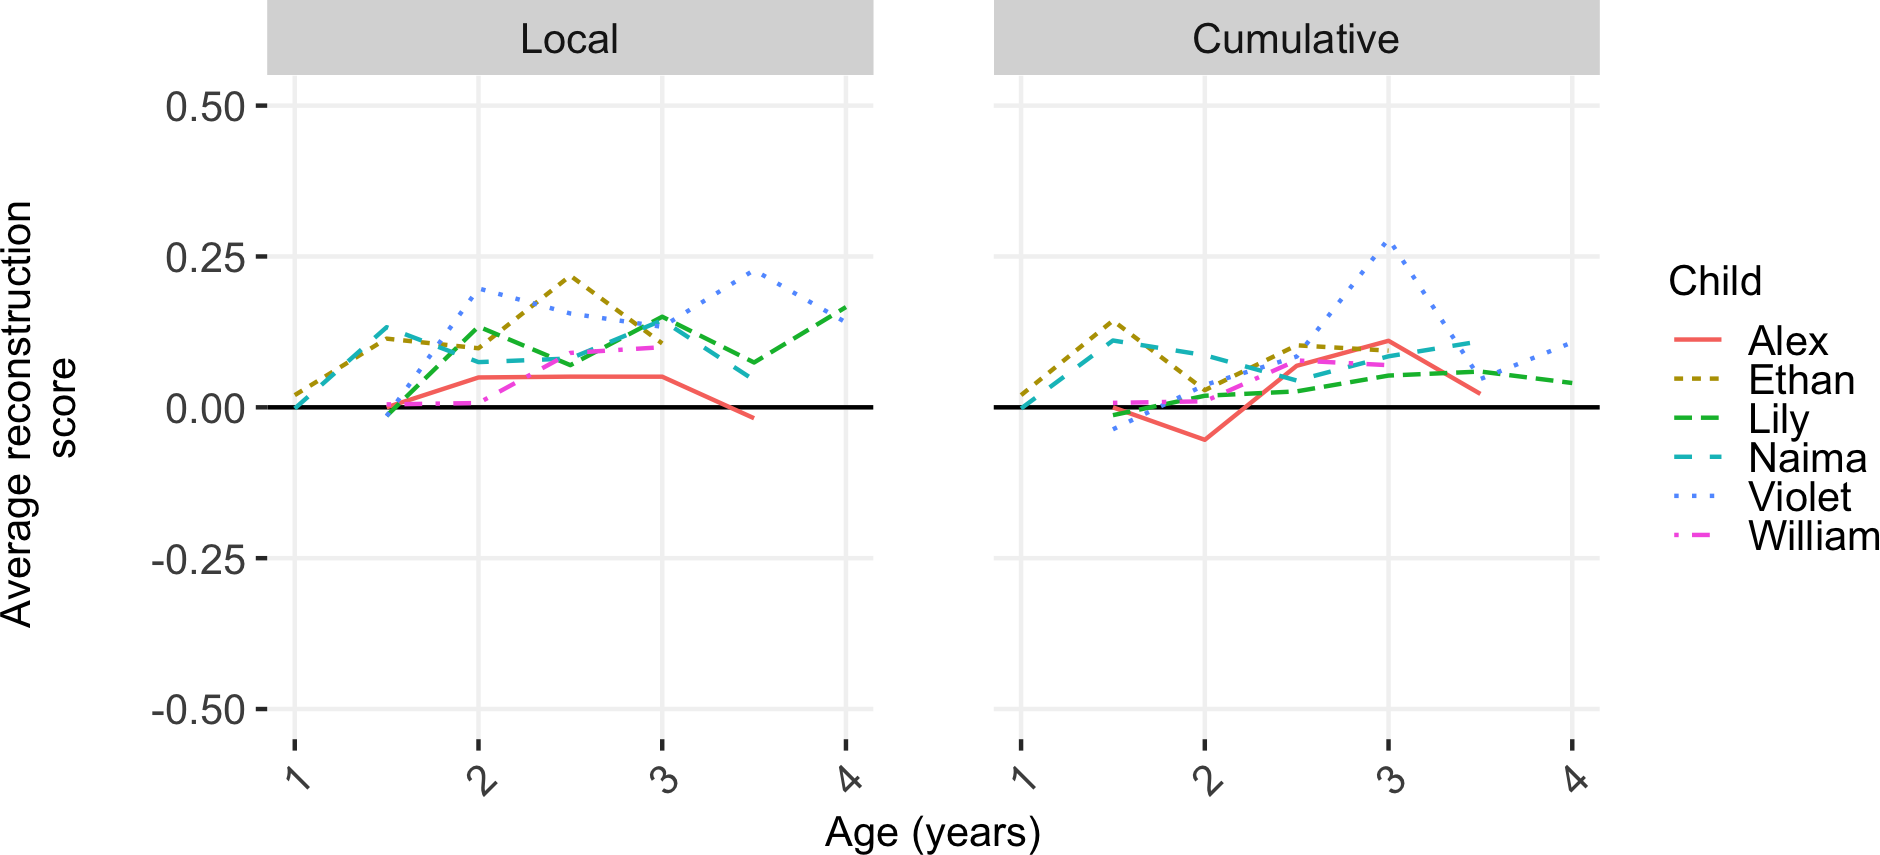 Local
Cumulative
Average reconstruction
score
0.50
0.25
0.00
-0.25
-0.50
1
2
3
4
1
2
3
4
Age (years)
Child
Alex
Ethan
Lily
Naima
Violet
William